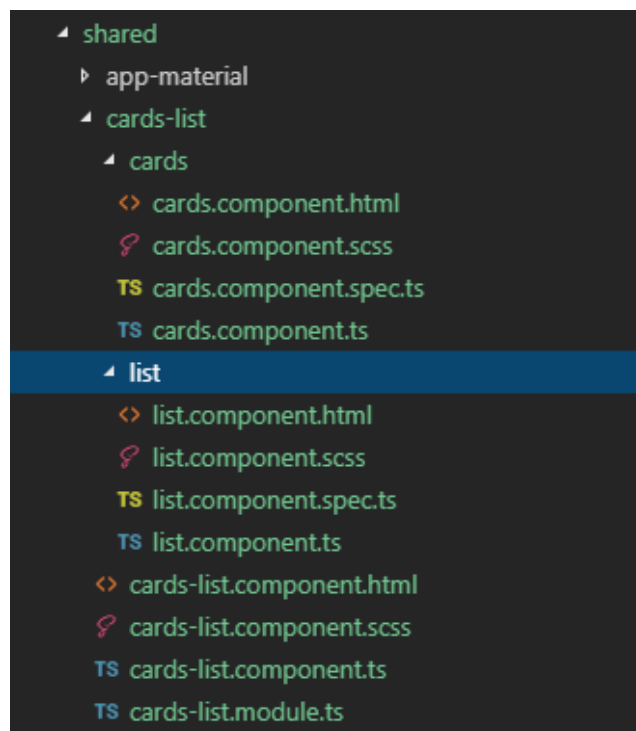 shared
app-material
cards-list
cards
<> cards.component.html
cards.component.scss
TS cards.component.spec.ts
TS cards.component.ts
list
<> list.component.html
list.component.scss
TS list.component.spec.ts
TS list.component.ts
<> cards-list.component.html
cards-list.component.scss
TS cards-list.component.ts
TS cards-list.module.ts